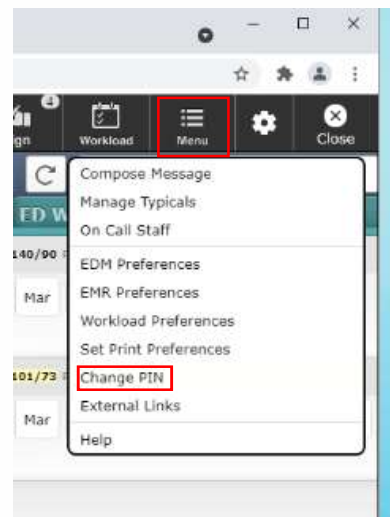 4
gn Workload Menu Close
ED W
Compose Message
Manage Typicals
On Call Staff
140/90
EDM Preferences
Mar EMR Preferences
Workload Preferences
Set Print Preferences
101/73 Change PIN
External Links
Mar
Help